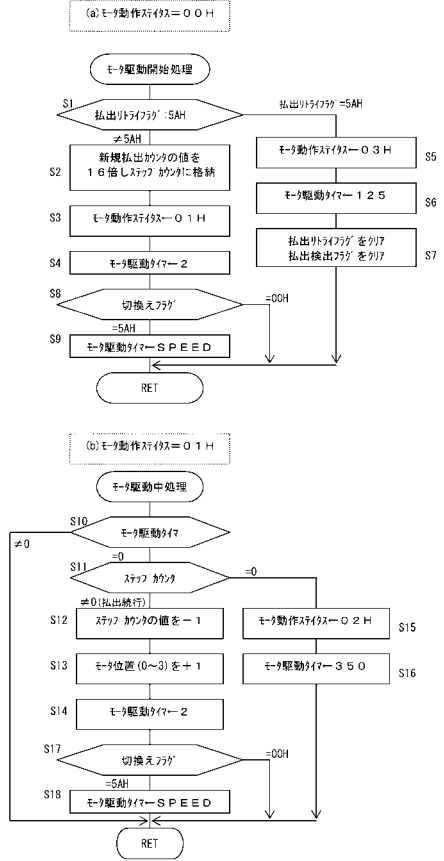 (a)ﾓｰﾀ動作ｽﾃｲﾀｽ＝００Ｈ
ﾓｰﾀ駆動開始処理
S1
払出ﾘﾄﾗｲﾌﾗｸﾞ:5AH
払出ﾘﾄﾗｲﾌﾗｸﾞ=5AH
≠5AH
S2
新規払出ｶｳﾝﾀの値を
１６倍しｽﾃｯﾌﾟｶｳﾝﾀに格納
ﾓｰﾀ動作ｽﾃｲﾀｽ←０３Ｈ
S5
S3
ﾓｰﾀ動作ｽﾃｲﾀｽ←０１Ｈ
ﾓｰﾀ駆動ﾀｲﾏｰ←１２５
S6
S4
ﾓｰﾀ駆動ﾀｲﾏｰ←２
払出ﾘﾄﾗｲﾌﾗｸﾞをｸﾘｱ
払出検出ﾌﾗｸﾞをｸﾘｱ
S7
S8
切換えﾌﾗｸﾞ
=00H
=5AH
S9
ﾓｰﾀ駆動ﾀｲﾏｰ←ＳＰＥＥＤ
RET
(b)ﾓｰﾀ動作ｽﾃｲﾀｽ＝０１Ｈ
ﾓｰﾀ駆動中処理
S10
ﾓｰﾀ駆動ﾀｲﾏ
≠0
=0
S11
ｽﾃｯﾌﾟｶｳﾝﾀ
=0
≠0(払出続行)
S12
ｽﾃｯﾌﾟｶｳﾝﾀの値を－１
ﾓｰﾀ動作ｽﾃｲﾀｽ←０２Ｈ
S15
S13
ﾓｰﾀ位置(0～3)を＋１
ﾓｰﾀ駆動ﾀｲﾏｰ←３５０
S16
S14
ﾓｰﾀ駆動ﾀｲﾏｰ←２
S17
切換えﾌﾗｸﾞ
=00H
=5AH
S18
ﾓｰﾀ駆動ﾀｲﾏｰ←ＳＰＥＥＤ
RET